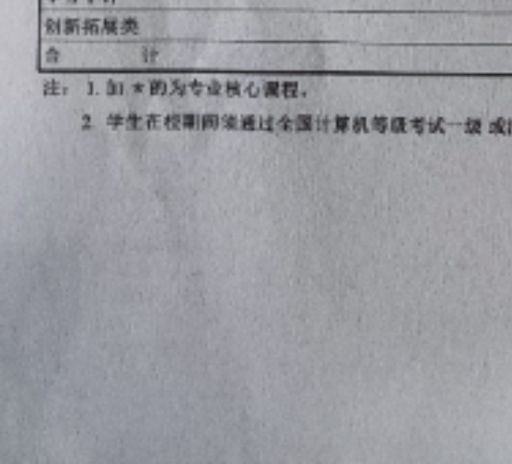 创新拓展类
合 计
注：1.加*的为专业核心课程。
2 学生在校期间须通过全国计算机等级考试一级 或